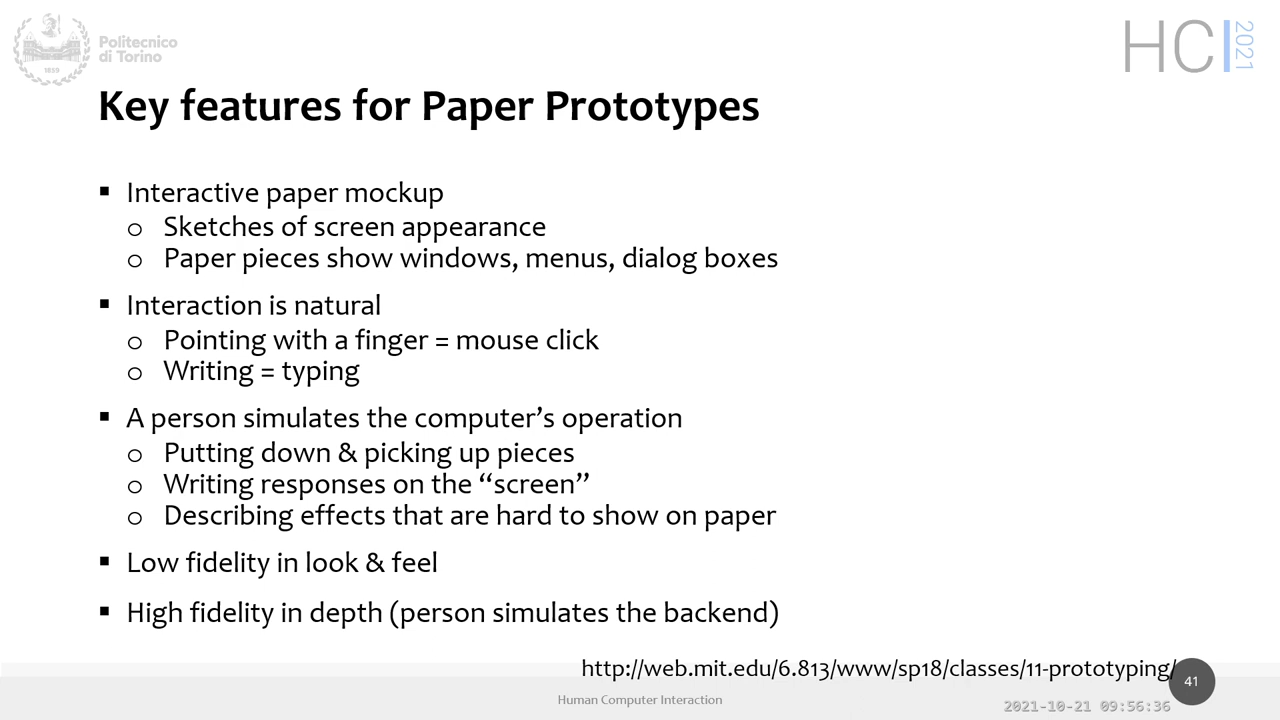 Politecnico
di Torino
1859
HCI 2021
Key features for Paper Prototypes
▪ Interactive paper mockup
o Sketches of screen appearance
o Paper pieces show windows, menus, dialog boxes
▪ Interaction is natural
o Pointing with a finger = mouse click
o Writing = typing
▪ A person simulates the computer’s operation
o Putting down & picking up pieces
o Writing responses on the “screen”
o Describing effects that are hard to show on paper
▪ Low fidelity in look & feel
▪ High fidelity in depth (person simulates the backend)
http://web.mit.edu/6.813/www/sp18/classes/11-prototyping/
41
Human Computer Interaction
2021-10-21 09:56:36